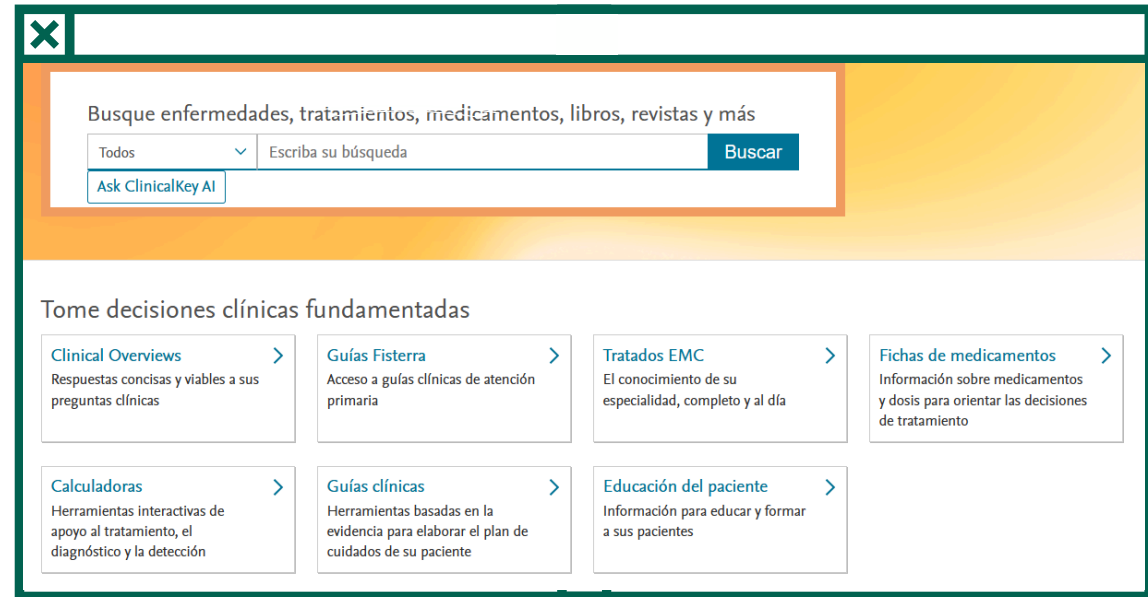 Busque enfermedades, tratamientos, medicamentos, libros, revistas y más
Todos
Escriba su búsqueda
Buscar
Ask ClinicalKey AI
Tome decisiones clínicas fundamentadas
Clinical Overviews
Respuestas concisas y viables a sus
preguntas clínicas
Guías Fisterra
Acceso a guías clínicas de atención
primaria
Tratados EMC
El conocimiento de su
especialidad, completo y al día
Fichas de medicamentos
Información sobre medicamentos
y dosis para orientar las decisiones
de tratamiento
Calculadoras
Herramientas interactivas de
apoyo al tratamiento, el
diagnóstico y la detección
Guías clínicas
Herramientas basadas en la
evidencia para elaborar el plan de
cuidados de su paciente
Educación del paciente
Información para educar y formar
a sus pacientes